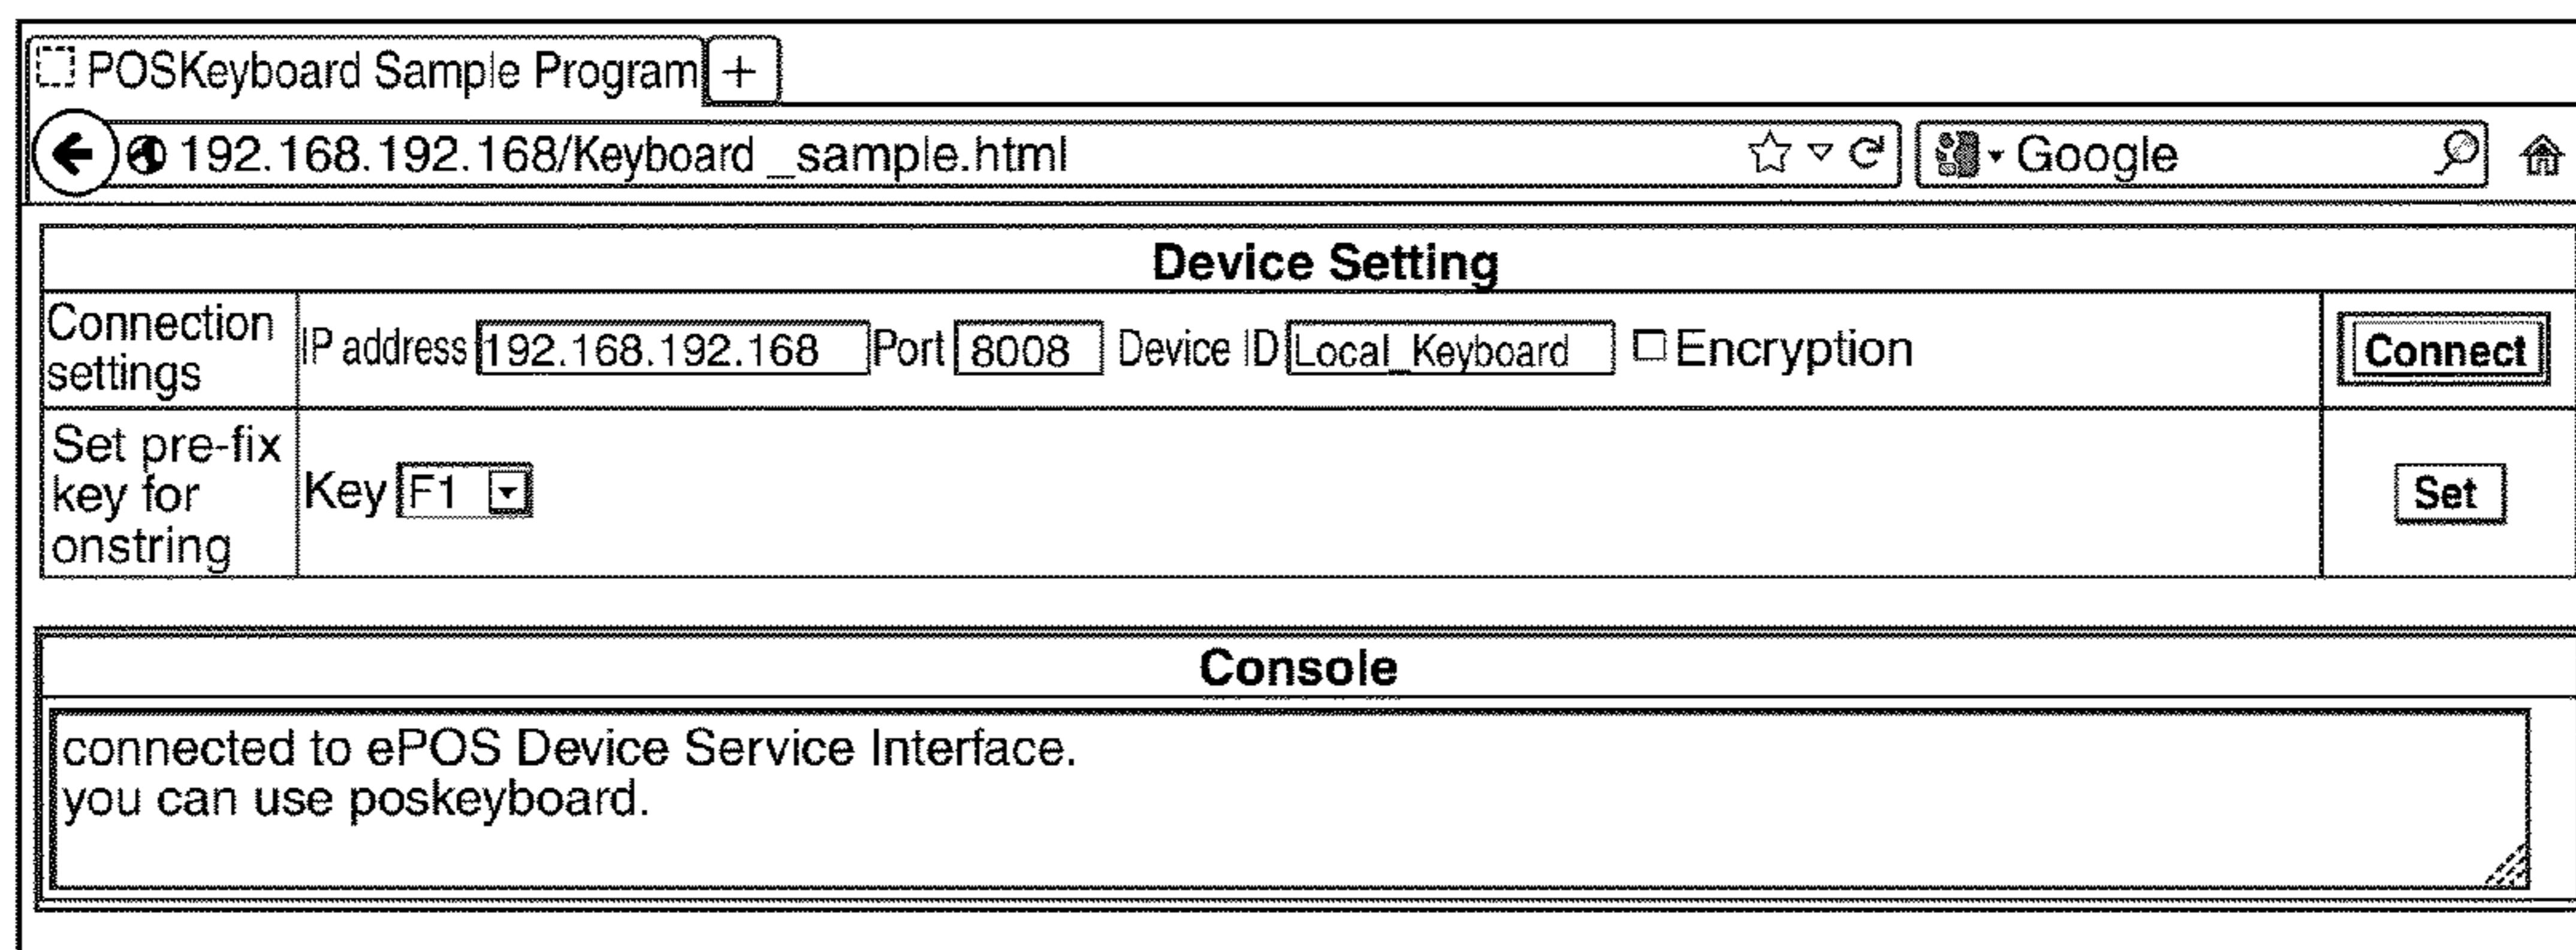 POSKeyboard Sample Program +
192.168.192.168/Keyboard _sample.html Google
Device Setting
Connection
settings
IP address 192.168.192.168 Port 8008 Device ID Local_Keyboard Encryption Connect
Set pre-fix
key for
onstring
Key F1 Set
Console
connected to ePOS Device Service Interface.
you can use poskeyboard.